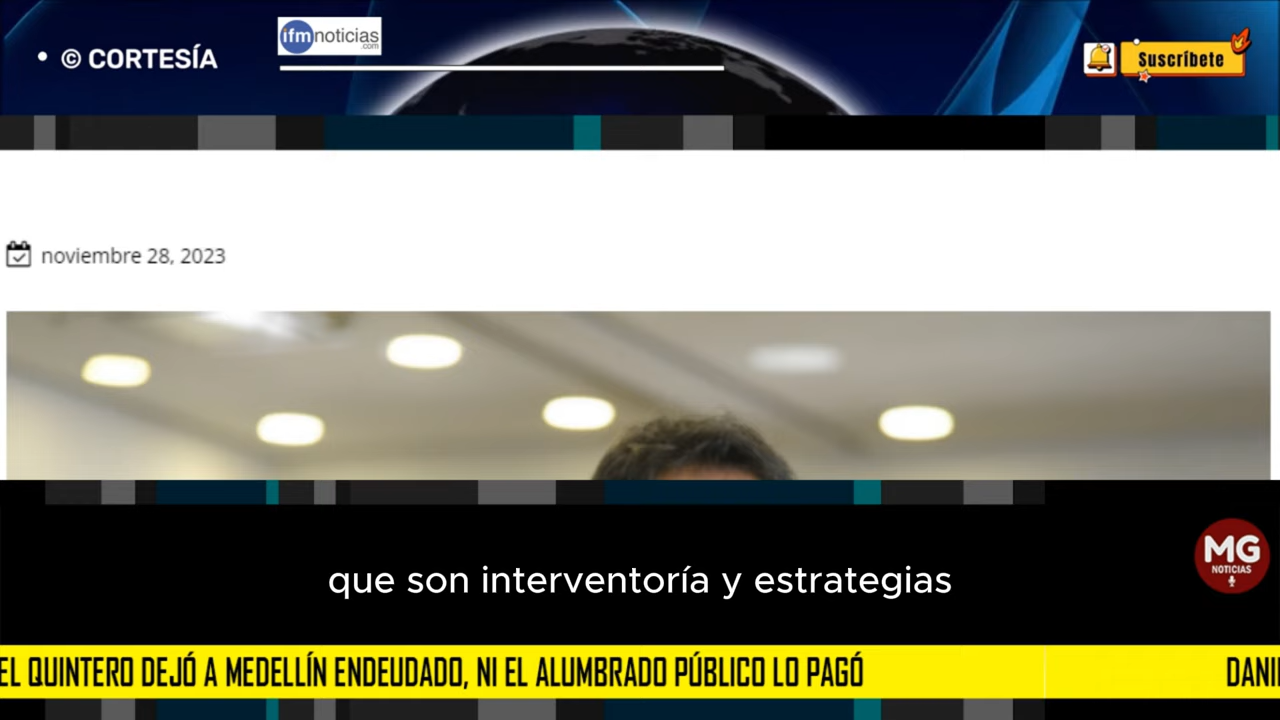 • © CORTESÍA
ifmnoticias
.com
Suscríbete
noviembre 28, 2023
que son interventoría y estrategias
MG
NOTICIAS
EL QUINTERO DEJÓ A MEDELLÍN ENDEUDADO, NI EL ALUMBRADO PÚBLICO LO PAGÓ
DANI